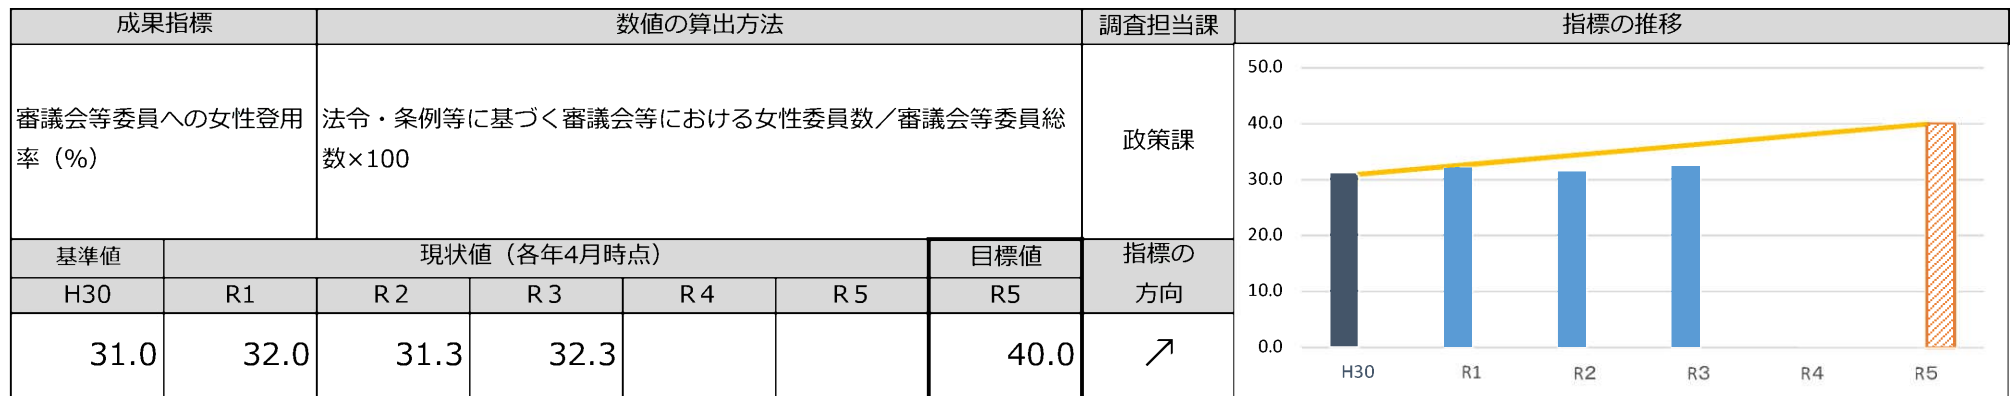 成果指標 数値の算出方法 調査担当課 指標の推移
審議会等委員への女性登用
率（%）
法令・条例等に基づく審議会等における女性委員数／審議会等委員総
数×100
政策課
基準値 現状値（各年4月時点） 目標値 指標の
H30 R1 R２ R３ R４ R５ R5 方向
31.0 32.0 31.3 32.3 40.0 ↗
50.0
40.0
30.0
20.0
10.0
0.0
H30 R1 R2 R3 R4 R5